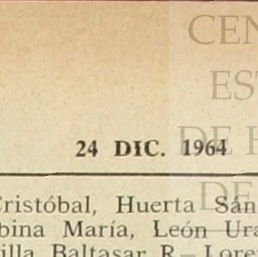 CEN
EST
24 DIC. 1964
DE H
Cristóbal, Huerta Sán
DE
bina María, León Ura
illa, Baltasar R.— Lore